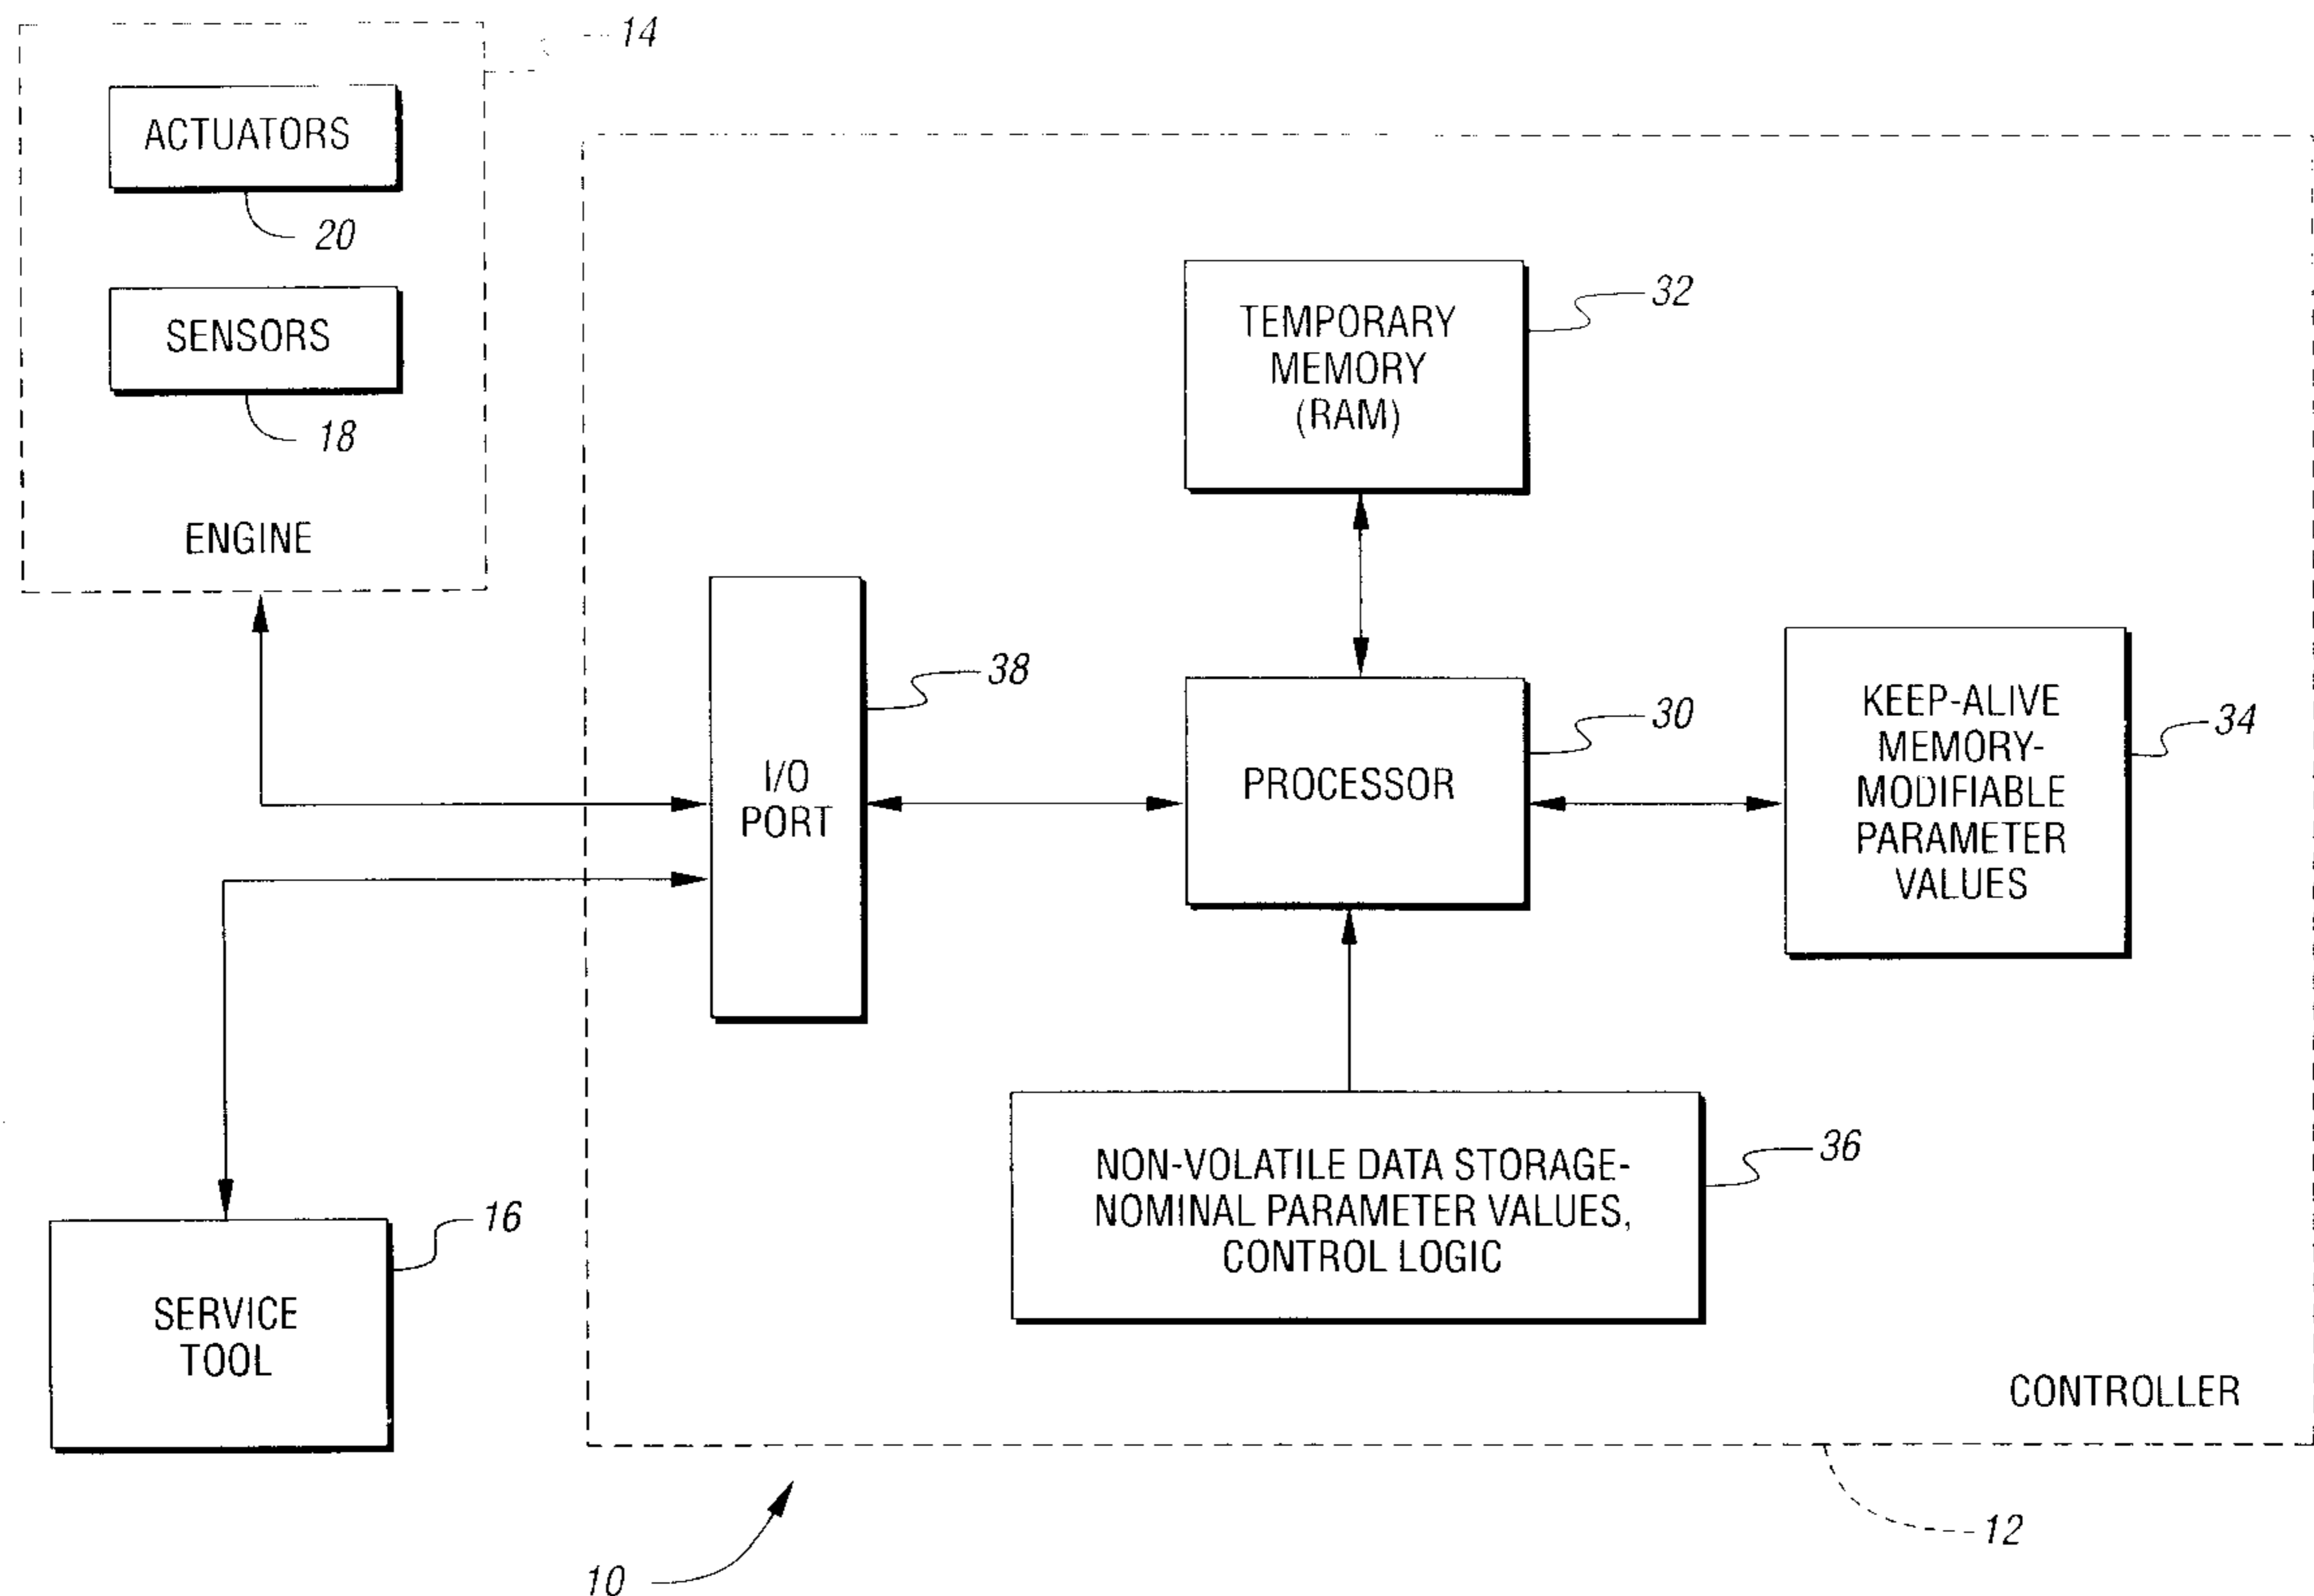 14
ACTUATORS
20
SENSORS
18
ENGINE
TEMPORARY
MEMORY
(RAM)
32
I/O
PORT
38
PROCESSOR
30
KEEP-ALIVE
MEMORY-
MODIFIABLE
PARAMETER
VALUES
34
NON-VOLATILE DATA STORAGE-
NOMINAL PARAMETER VALUES,
CONTROL LOGIC
36
SERVICE
TOOL
16
CONTROLLER
12
10